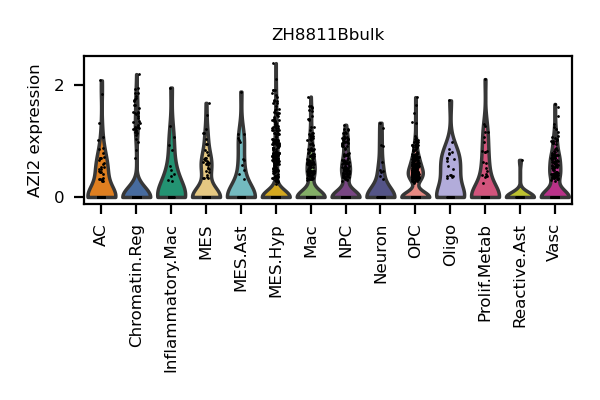 ZH8811Bbulk
AZI2 expression
2
0
AC
Chromatin.Reg
Inflammatory.Mac
MES
MES.Ast
MES.Hyp
Mac
NPC
Neuron
OPC
Oligo
Prolif.Metab
Reactive.Ast
Vasc